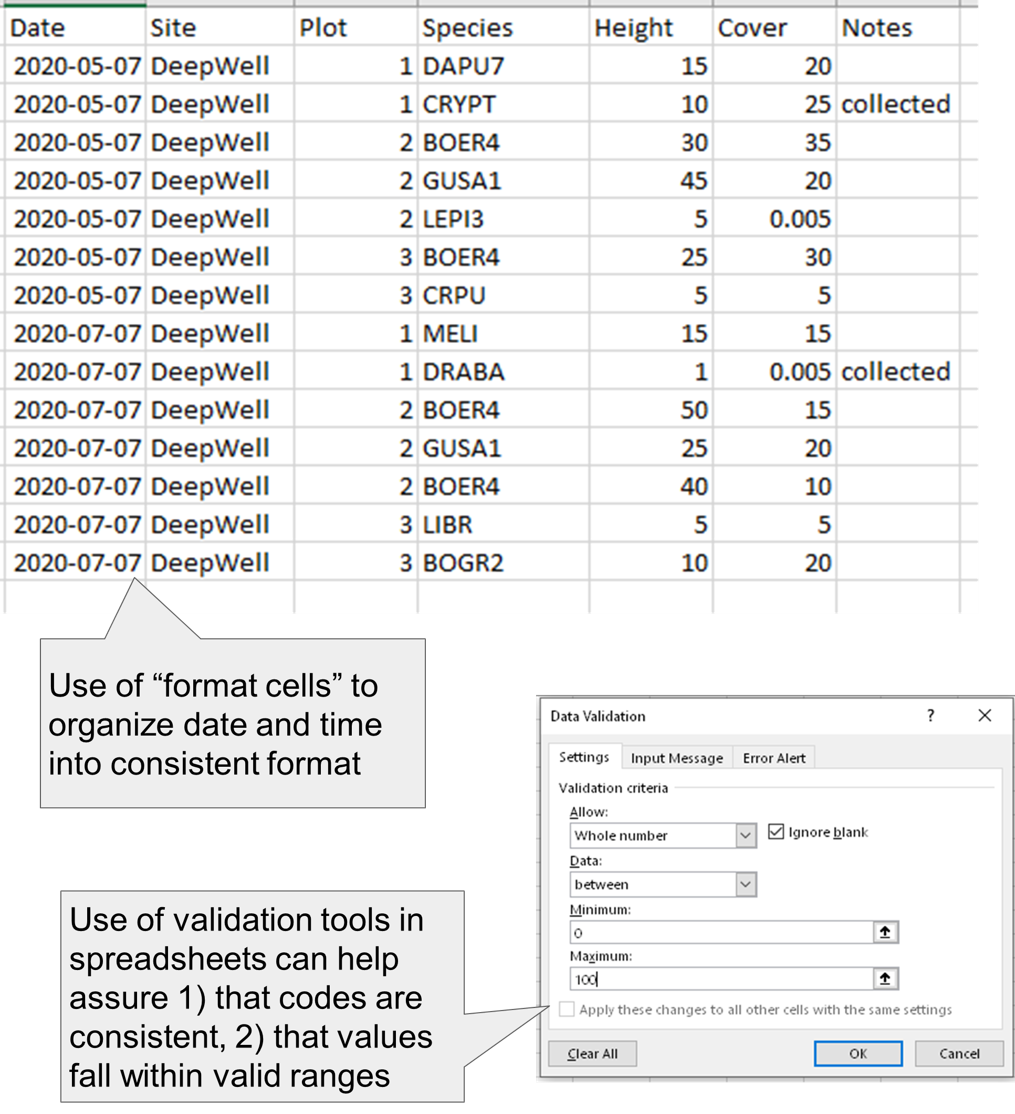 Date Site Plot Species Height Cover Notes
2020-05-07 DeepWell 1 DAPU7 15 20
2020-05-07 DeepWell 1 CRYPT 10 25 collected
2020-05-07 DeepWell 2 BOER4 30 35
2020-05-07 DeepWell 2 GUSA1 45 20
2020-05-07 DeepWell 2 LEPI3 5 0.005
2020-05-07 DeepWell 3 BOER4 25 30
2020-05-07 DeepWell 3 CRPU 5 5
2020-07-07 DeepWell 1 MELI 15 15
2020-07-07 DeepWell 1 DRABA 1 0.005 collected
2020-07-07 DeepWell 2 BOER4 50 15
2020-07-07 DeepWell 2 GUSA1 25 20
2020-07-07 DeepWell 2 BOER4 40 10
2020-07-07 DeepWell 3 LIBR 5 5
2020-07-07 DeepWell 3 BOGR2 10 20
Use of “format cells” to
organize date and time
into consistent format
Use of validation tools in
spreadsheets can help
assure 1) that codes are
consistent, 2) that values
fall within valid ranges
Data Validation ? ×
Settings Input Message Error Alert
Validation criteria
Allow:
Whole number Ignore blank
Data:
between
Minimum:
0
Maximum:
100
Apply these changes to all other cells with the same settings
Clear All OK Cancel